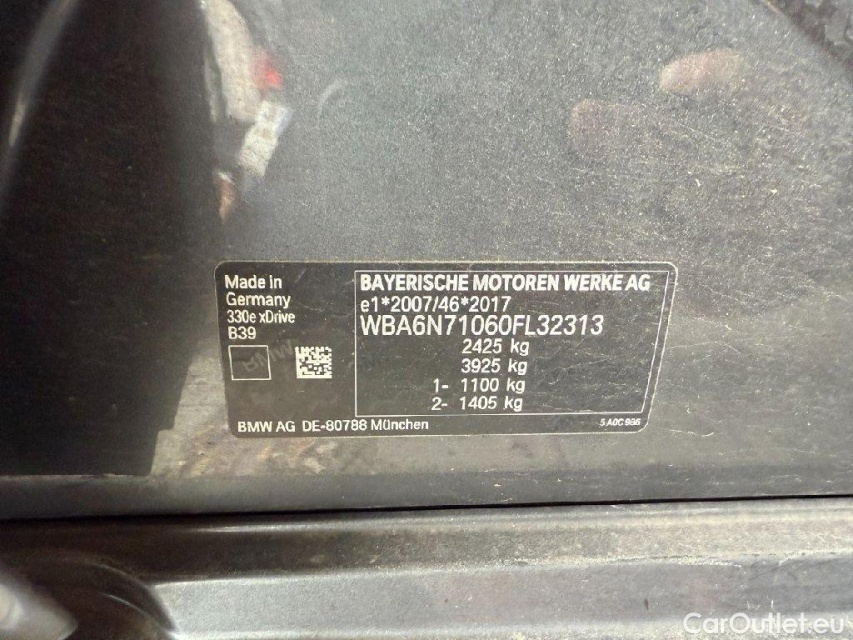 Made in
Germany
330e xDrive
B39
BAYERISCHE MOTOREN WERKE AG
e1*2007/46*2017
WBA6N71060FL32313
2425 kg
3925 kg
1- 1100 kg
2- 1405 kg
BMW AG DE-80788 München
CarOutlet.eu